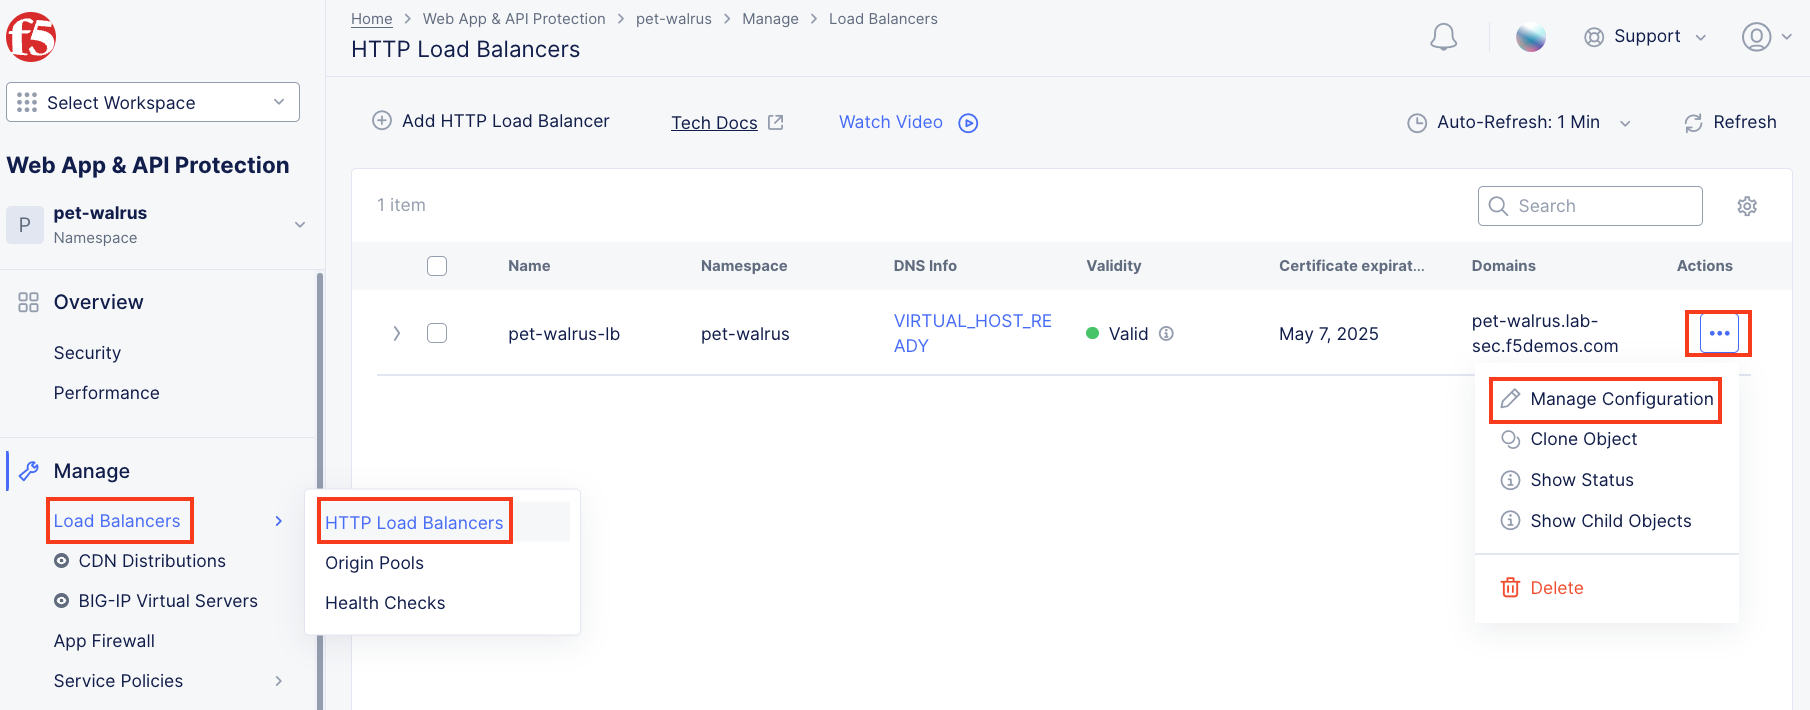 f5
Select Workspace
Web App & API Protection
P
pet-walrus
Namespace
Overview
Security
Performance
Manage
Load Balancers
CDN Distributions
BIG-IP Virtual Servers
App Firewall
Service Policies
HTTP Load Balancers
Origin Pools
Health Checks
Home > Web App & API Protection > pet-walrus > Manage > Load Balancers
HTTP Load Balancers
Support
Add HTTP Load Balancer
Tech Docs
Watch Video
Auto-Refresh: 1 Min
Refresh
1 item
Search
Name Namespace DNS Info Validity Certificate expirat... Domains Actions
pet-walrus-lb
pet-walrus
VIRTUAL_HOST_RE
ADY
Valid
May 7, 2025
pet-walrus.lab-
sec.f5demos.com
Manage Configuration
Clone Object
Show Status
Show Child Objects
Delete